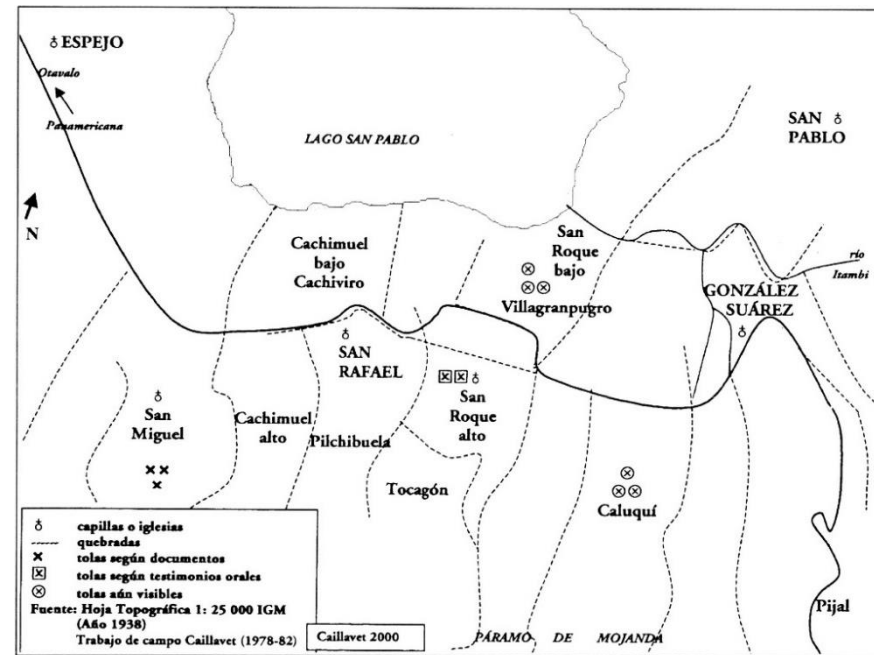 ESPEJO
Otavalo
Panamericana
N
LAGO SAN PABLO
SAN
PABLO
Cachimuel
bajo
Cachiviro
San
Roque
bajo
Villagranpugro
río
Itambi
GONZÁLEZ
SUÁREZ
SAN
RAFAEL
San
Miguel
Cachimuel
alto
Pilchibuela
San
Roque
alto
Tocagón
Caluquí
Pijal
capillas o iglesias
quebradas
tolas según documentos
tolas según testimonios orales
tolas aún visibles
Fuente: Hoja Topográfica 1: 25 000 IGM
(Año 1938)
Trabajo de campo Caillavet (1978-82)
Caillavet 2000
PÁRAMO DE MOJANDA